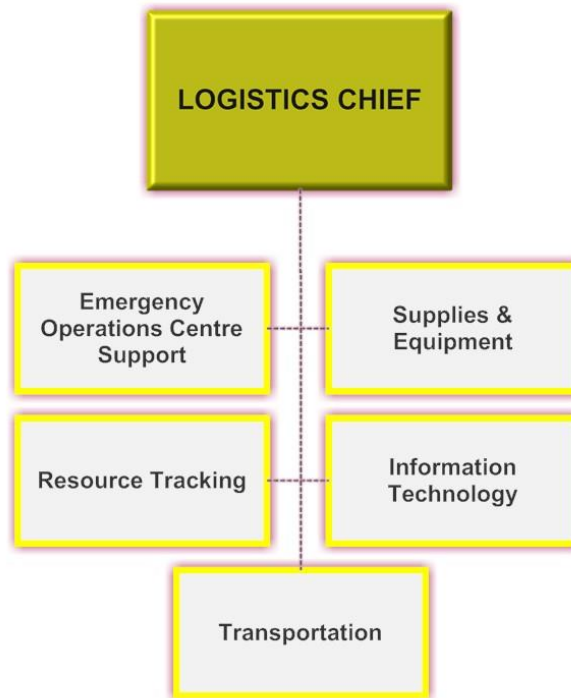 LOGISTICS CHIEF
Emergency
Operations Centre
Support
Supplies &
Equipment
Resource Tracking
Information
Technology
Transportation